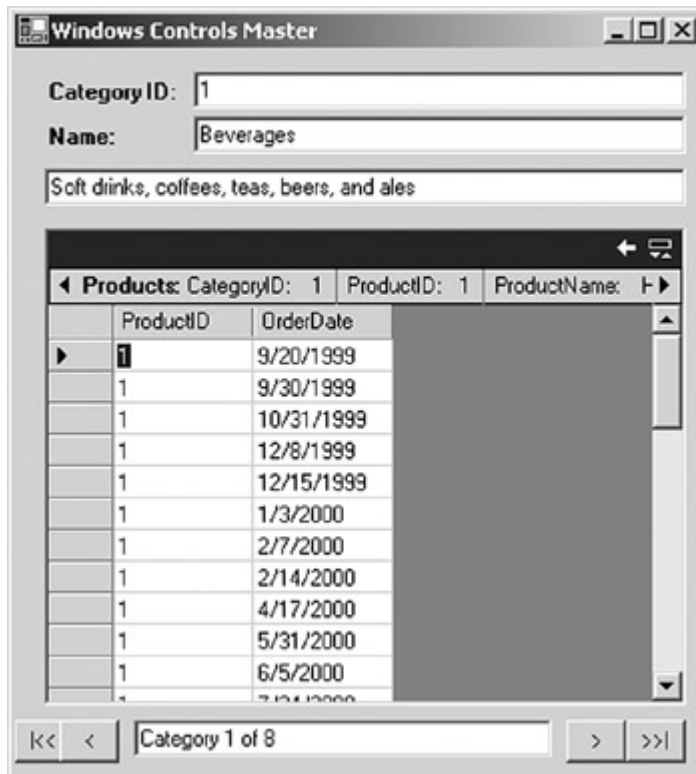 Windows Controls Master
Category ID: 1
Name: Beverages
Soft drinks, coffees, teas, beers, and ales
Products: CategoryID: 1 ProductID: 1 ProductName:
ProductID OrderDate
1 9/20/1999
1 9/30/1999
1 10/31/1999
1 12/8/1999
1 12/15/1999
1 1/3/2000
1 2/7/2000
1 2/14/2000
1 4/17/2000
1 5/31/2000
1 6/5/2000
|<< < Category 1 of 8 > >>|